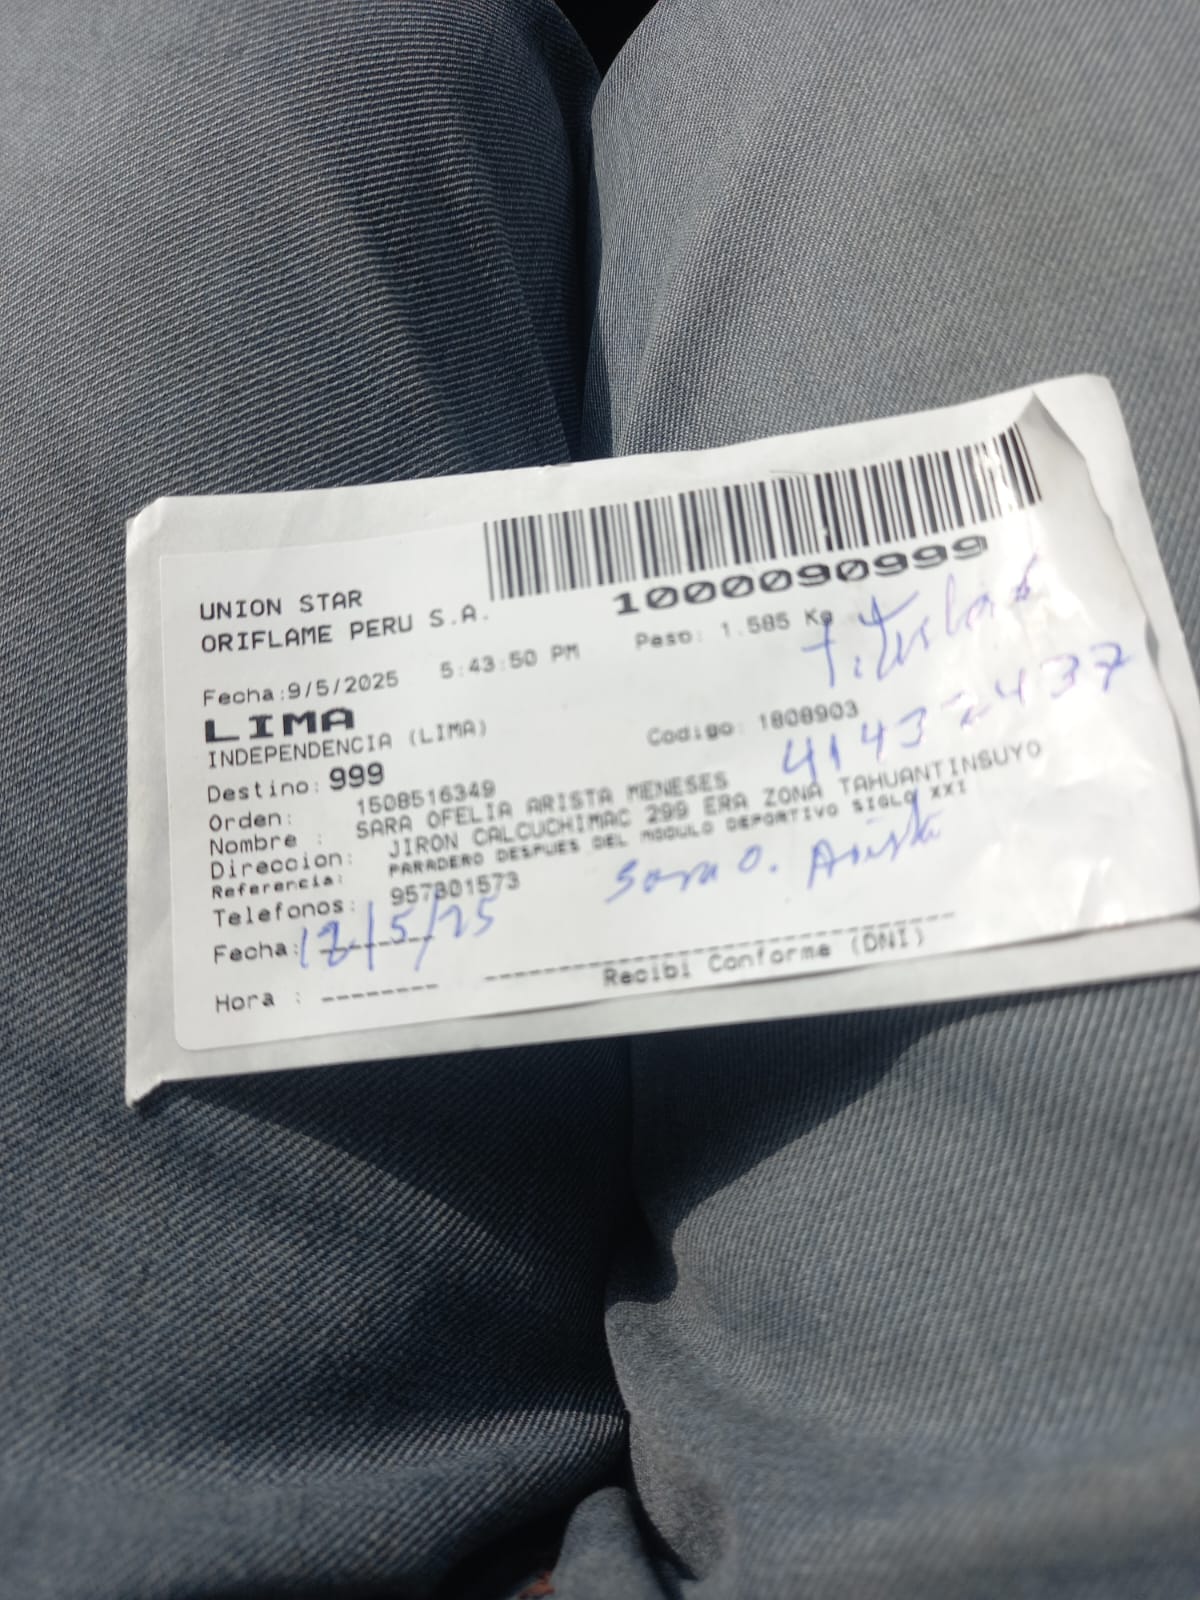 1000090999
UNION STAR
ORIFLAME PERU S.A.
Fecha:9/5/2025 5:43:50 PM Peso: 1.585 Kg
Titular
LIMA
INDEPENDENCIA (LIMA) Codigo: 1808903
41432437
Destino: 999
Orden: 1508516349
Nombre : SARA OFELIA ARISTA MENESES
Direccion: JIRON CALCUCHIMAC 299 ERA ZONA TAHUANTINSUYO
Referencia: PARADERO DESPUES DEL MODULO DEPORTIVO SIGLO XXI
Telefonos: 957801573
Sara O. Arista
Fecha: /5/25
Hora : --------
Recibi Conforme (DNI)